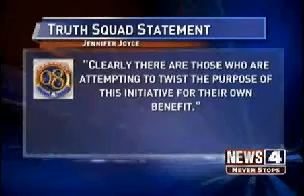 TRUTH SQUAD STATEMENT
JENNIFER JOYCE
"CLEARLY THERE ARE THOSE WHO ARE
ATTEMPTING TO TWIST THE PURPOSE OF
THIS INITIATIVE FOR THEIR OWN
BENEFIT."
NEWS 4
NEVER STOPS